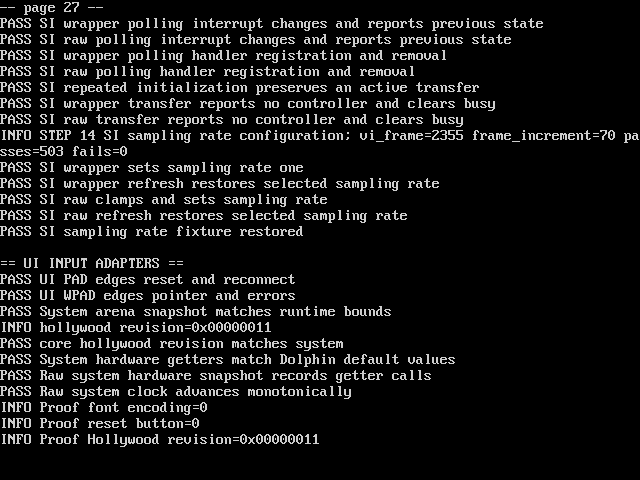 -- page 27 --
PASS SI wrapper polling interrupt changes and reports previous state
PASS SI raw polling interrupt changes and reports previous state
PASS SI wrapper polling handler registration and removal
PASS SI raw polling handler registration and removal
PASS SI repeated initialization preserves an active transfer
PASS SI wrapper transfer reports no controller and clears busy
PASS SI raw transfer reports no controller and clears busy
INFO STEP 14 SI sampling rate configuration; vi_frame=2355 frame_increment=70 pa
sses=503 fails=0
PASS SI wrapper sets sampling rate one
PASS SI wrapper refresh restores selected sampling rate
PASS SI raw clamps and sets sampling rate
PASS SI raw refresh restores selected sampling rate
PASS SI sampling rate fixture restored
== UI INPUT ADAPTERS ==
PASS UI PAD edges reset and reconnect
PASS UI WPAD edges pointer and errors
PASS System arena snapshot matches runtime bounds
INFO hollywood revision=0x00000011
PASS core hollywood revision matches system
PASS System hardware getters match Dolphin default values
PASS Raw system hardware snapshot records getter calls
PASS Raw system clock advances monotonically
INFO Proof font encoding=0
INFO Proof reset button=0
INFO Proof Hollywood revision=0x00000011